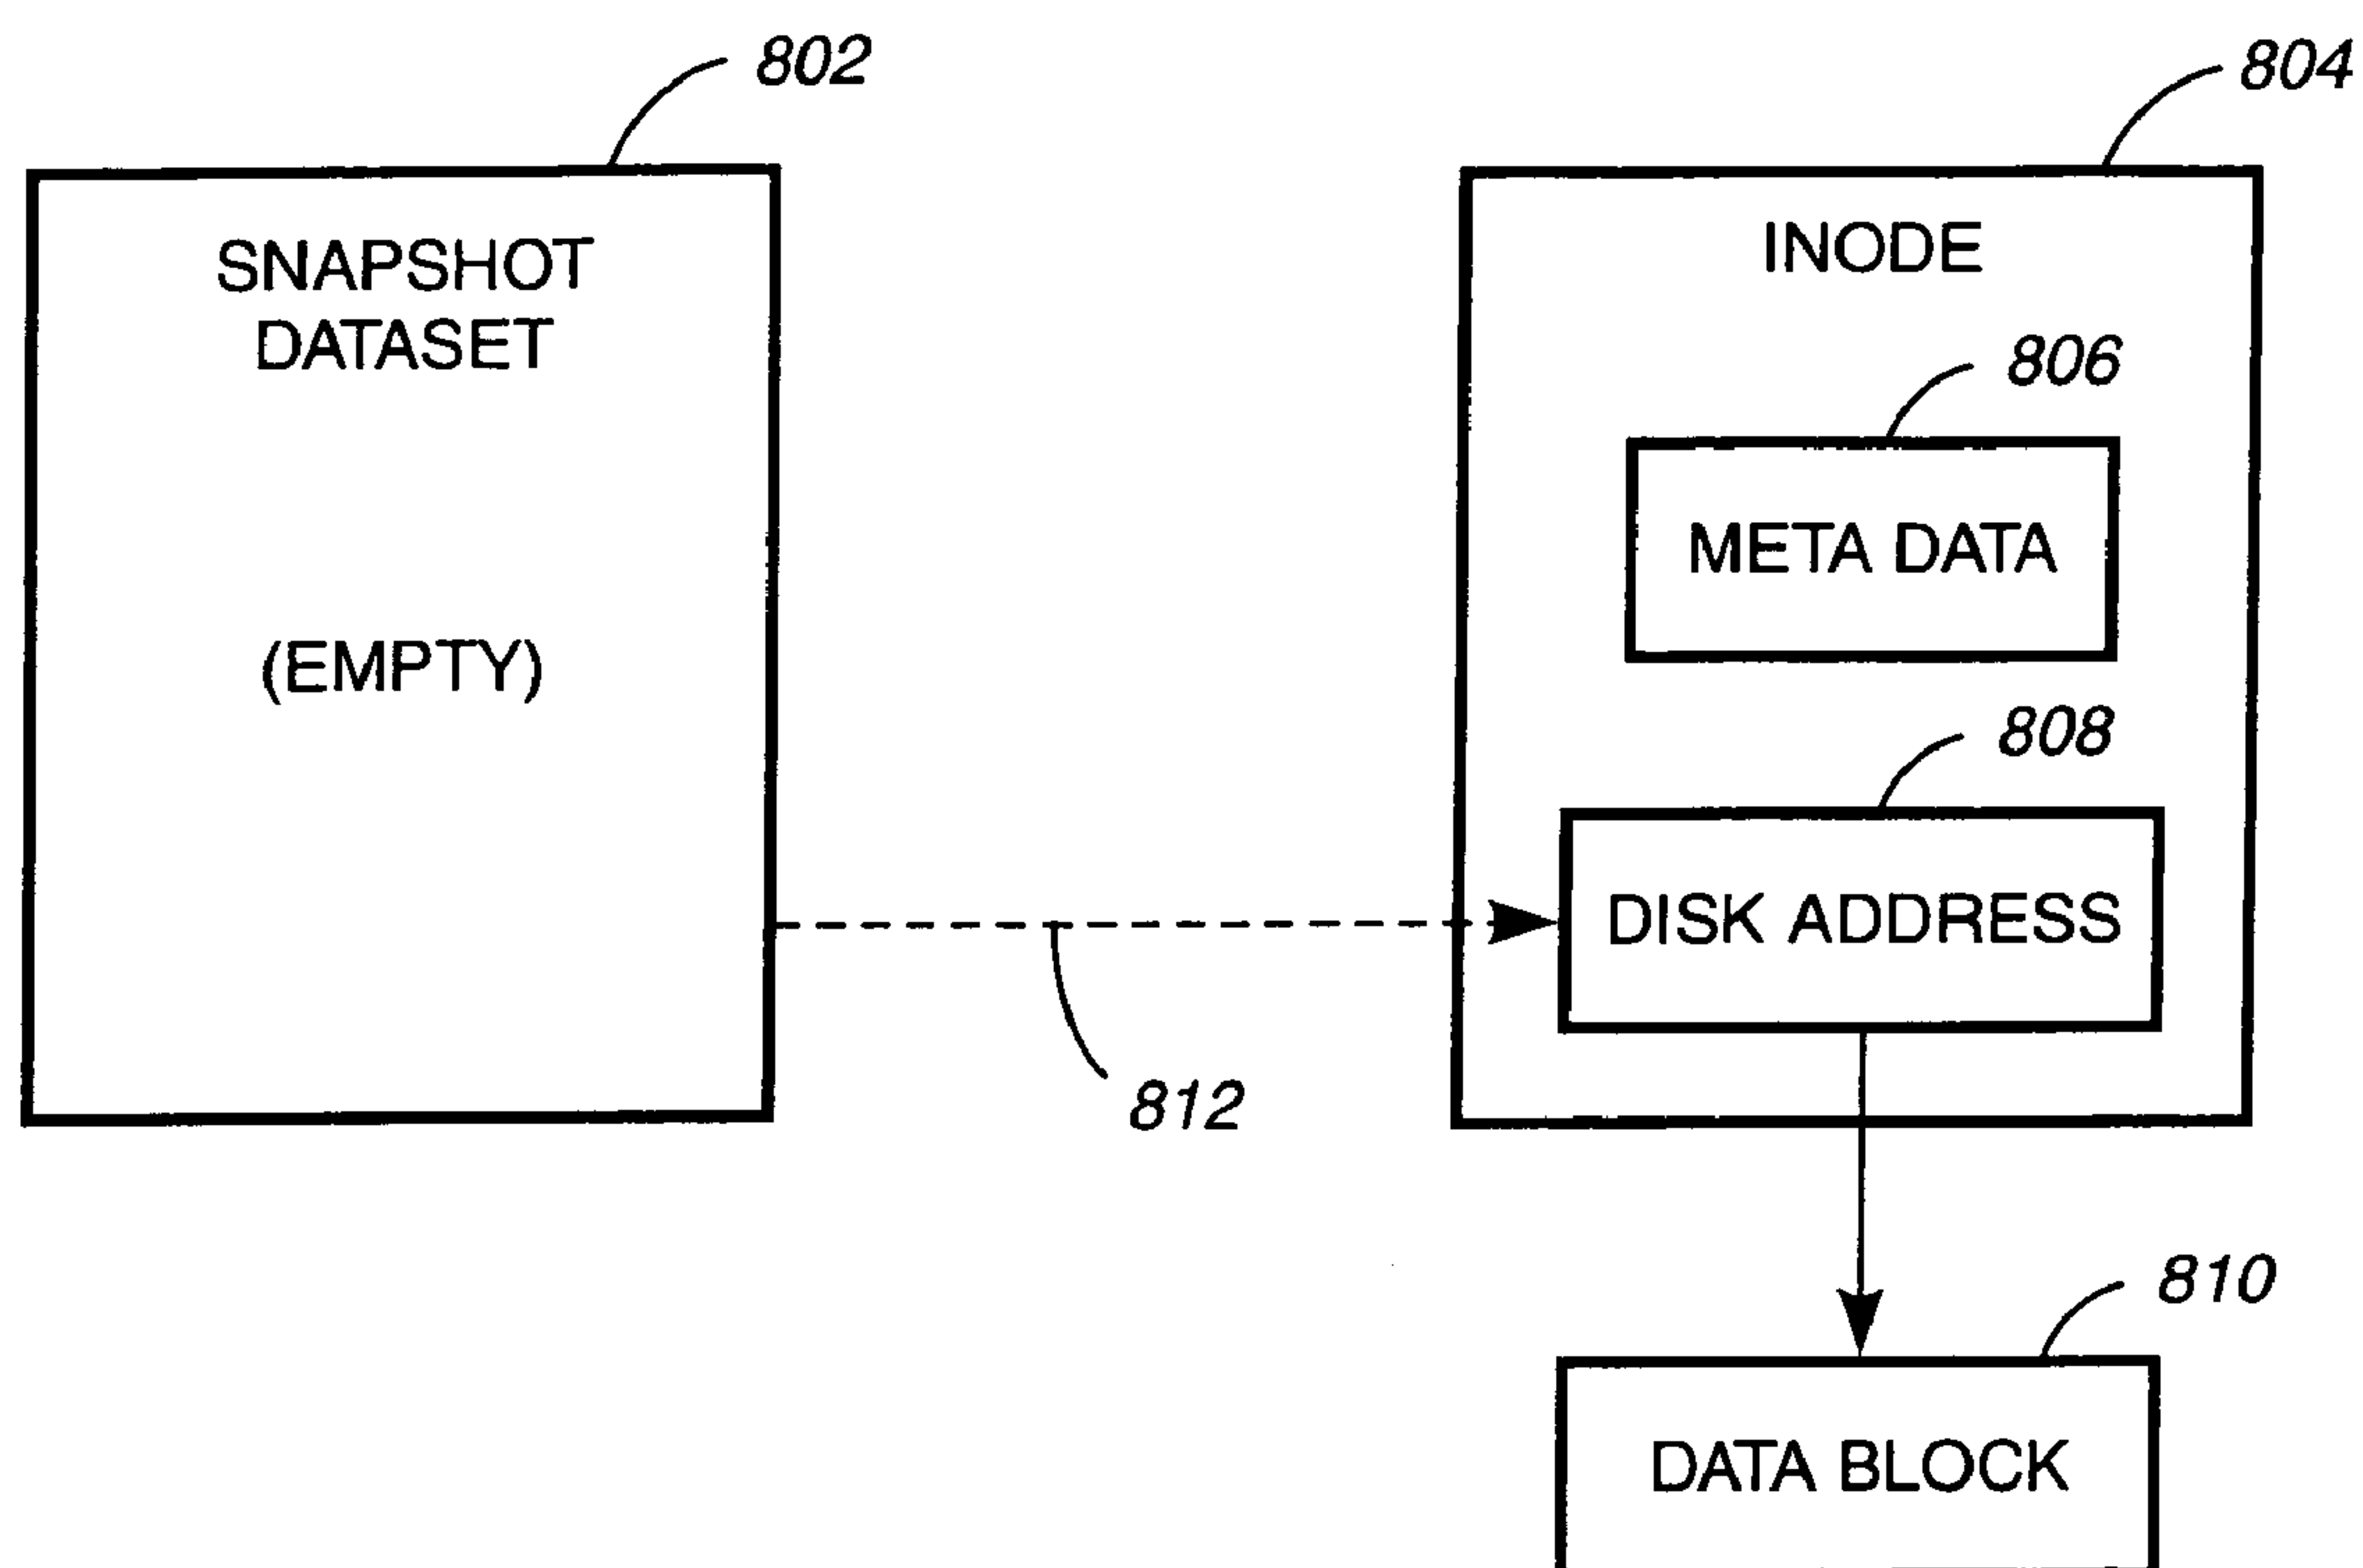 802
804
SNAPSHOT
DATASET
(EMPTY)
INODE
806
META DATA
808
DISK ADDRESS
812
810
DATA BLOCK